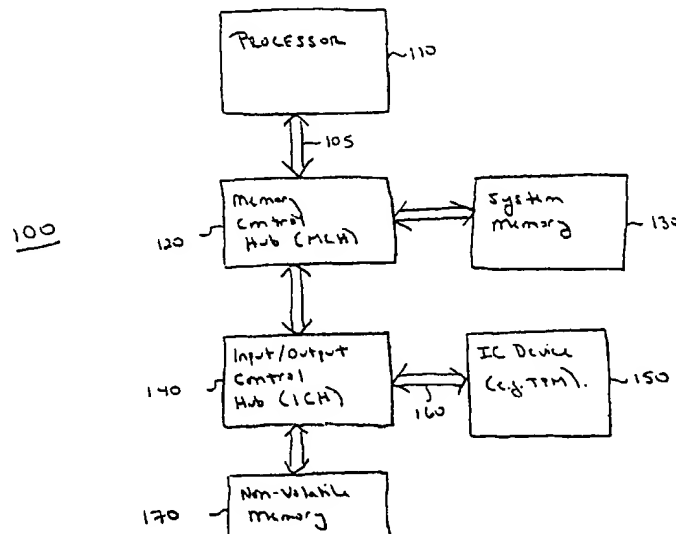 PROCESSOR
110
105
Memory
Control
Hub (MCH)
120
System
Memory
130
100
Input/Output
Control
Hub (ICH)
140
IC Device
(e.g. TPM).
150
160
Non-Volatile
Memory
170